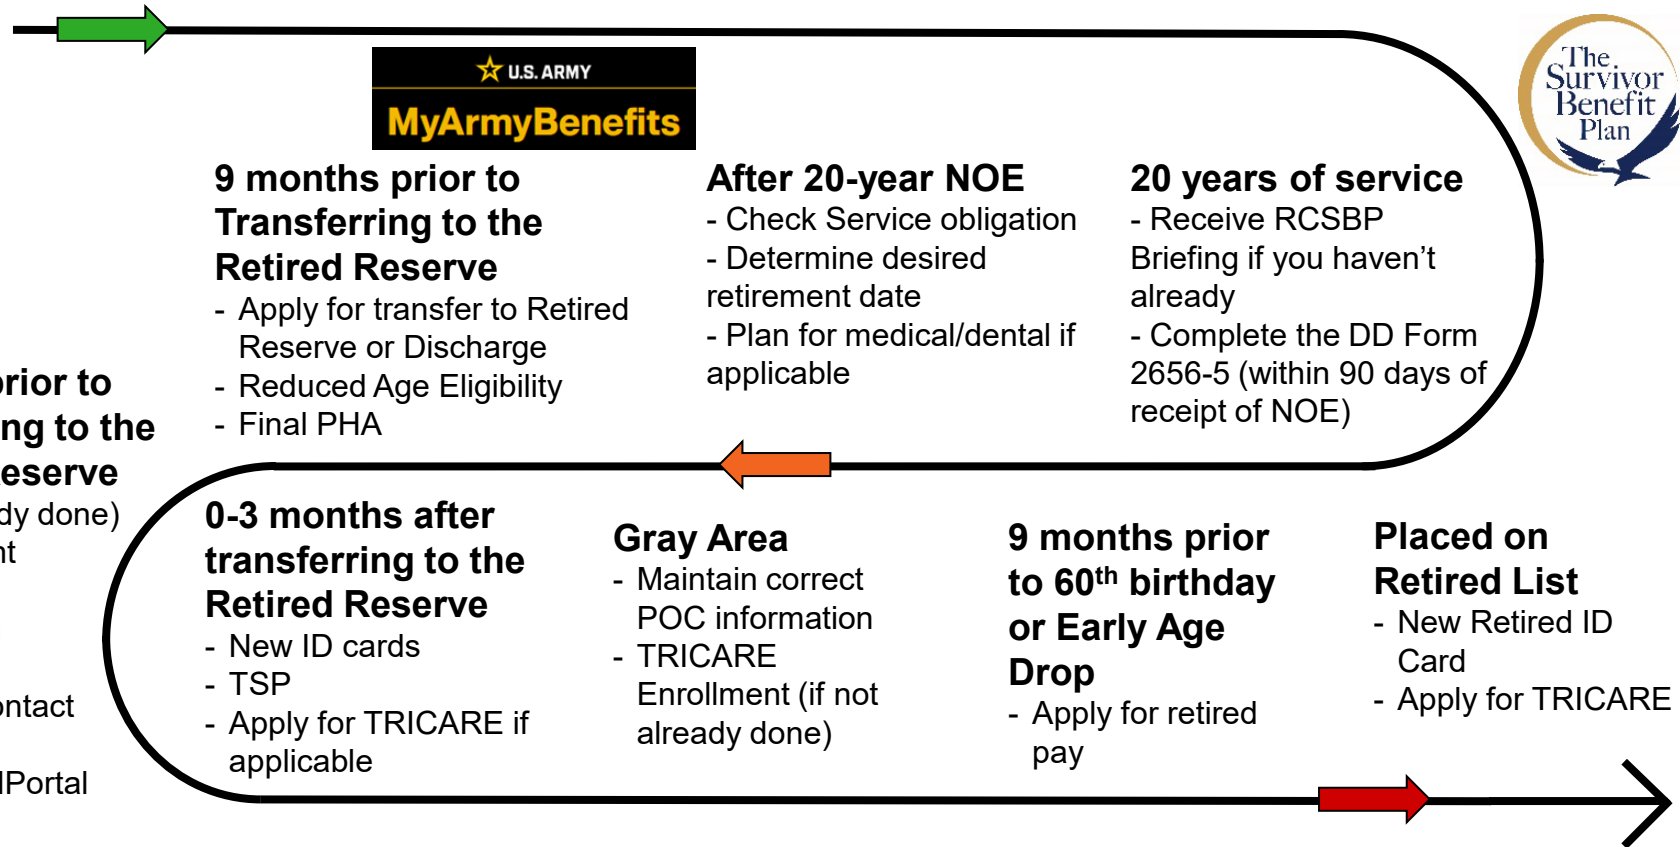 U.S. ARMY
MyArmyBenefits
The
Survivor
Benefit
Plan
9 months prior to
Transferring to the
Retired Reserve
- Apply for transfer to Retired
Reserve or Discharge
- Reduced Age Eligibility
- Final PHA
After 20-year NOE
- Check Service obligation
- Determine desired
retirement date
- Plan for medical/dental if
applicable
20 years of service
- Receive RCSBP
Briefing if you haven’t
already
- Complete the DD Form
2656-5 (within 90 days of
receipt of NOE)
prior to
ng to the
eserve
dy done)
nt
ontact
Portal
0-3 months after
transferring to the
Retired Reserve
- New ID cards
- TSP
- Apply for TRICARE if
applicable
Gray Area
- Maintain correct
POC information
- TRICARE
Enrollment (if not
already done)
9 months prior
to 60th birthday
or Early Age
Drop
- Apply for retired
pay
Placed on
Retired List
- New Retired ID
Card
- Apply for TRICARE